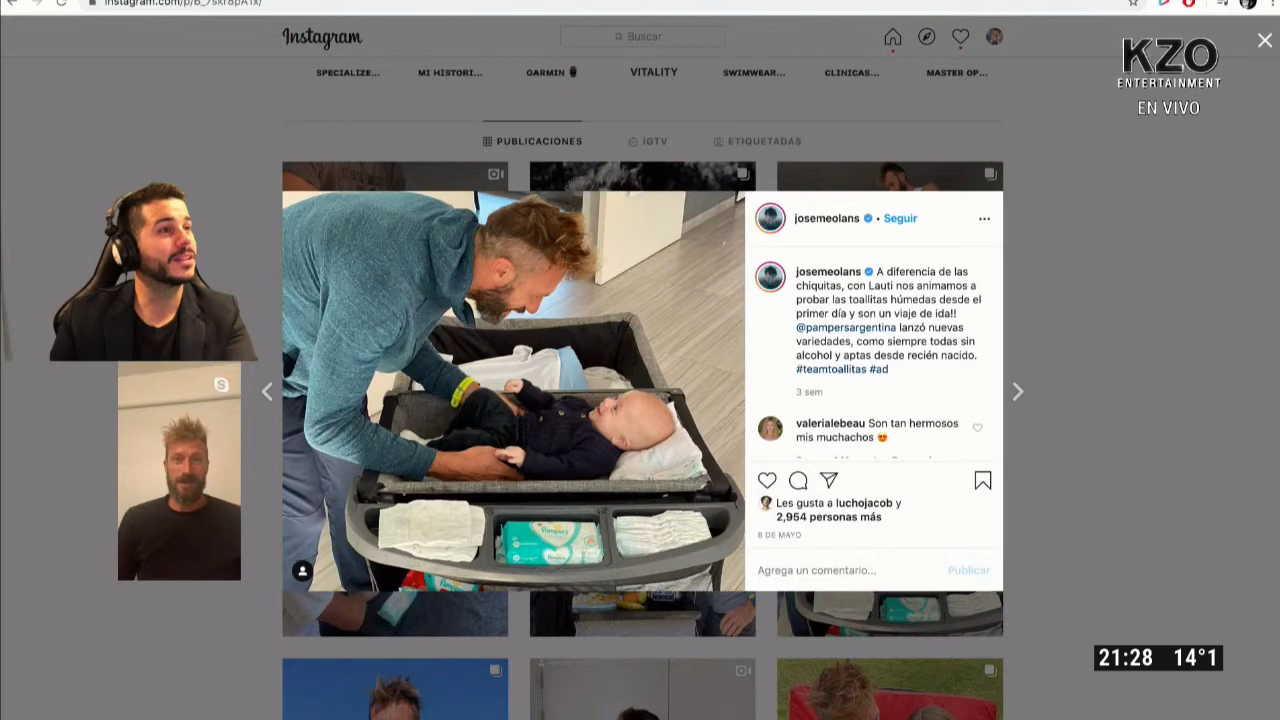 Instagram
Buscar
KZO
ENTERTAINMENT
EN VIVO
SPECIALIZE...
MI HISTORI...
GARMIN
VITALITY
SWIMWEAR...
CLINICAS...
MASTER OP...
PUBLICACIONES
IGTV
ETIQUETADAS
josemeolans • Seguir
josemeolans A diferencia de las
chiquitas, con Lauti nos animamos a
probar las toallitas húmedas desde el
primer día y son un viaje de ida!!
@pampersargentina lanzó nuevas
variedades, como siempre todas sin
alcohol y aptas desde recién nacido.
#teamtoallitas #ad
3 sem
valerialebeau Son tan hermosos
mis muchachos
Les gusta a luchojacob y
2,954 personas más
8 DE MAYO
Agrega un comentario...
Publicar
Pampers
21:28 14°1